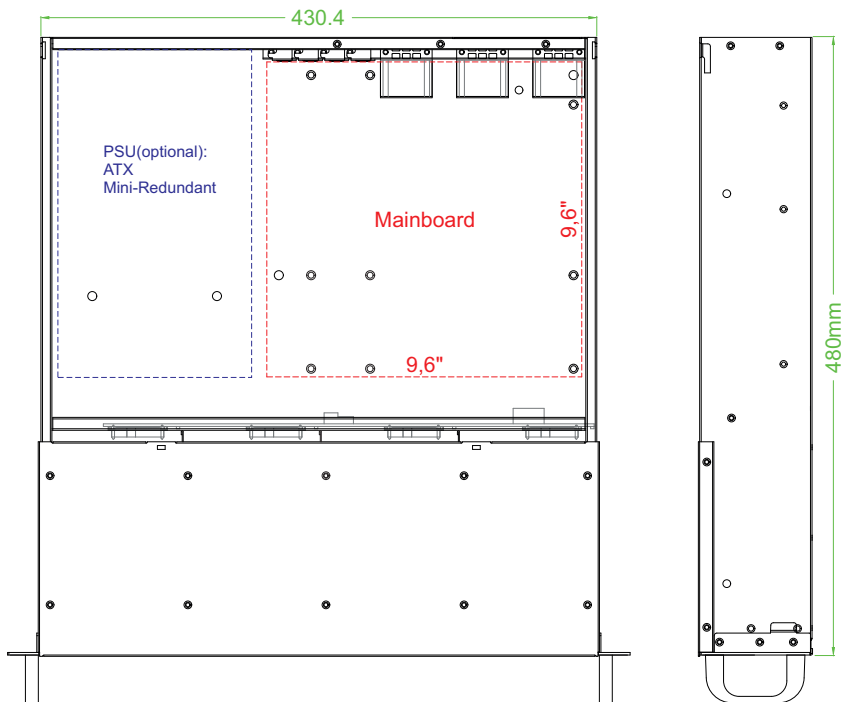 430.4
PSU(optional):
ATX
Mini-Redundant
Mainboard
9,6"
9,6"
480mm